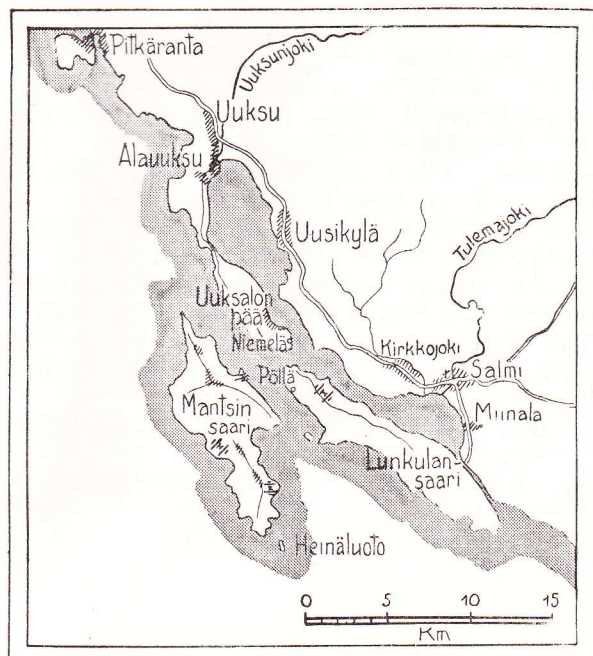 Pitkäranta
Uuksunjoki
Uuksu
Alauuksu
Uusikylä
Tulemajoki
Uuksalon
pää
Niemeläs
Kirkkojoki
Salmi
Pöllä
Mantsin
saari
Miinala
Lunkulan-
saari
Heinäluoto
0 5 10 15
Km